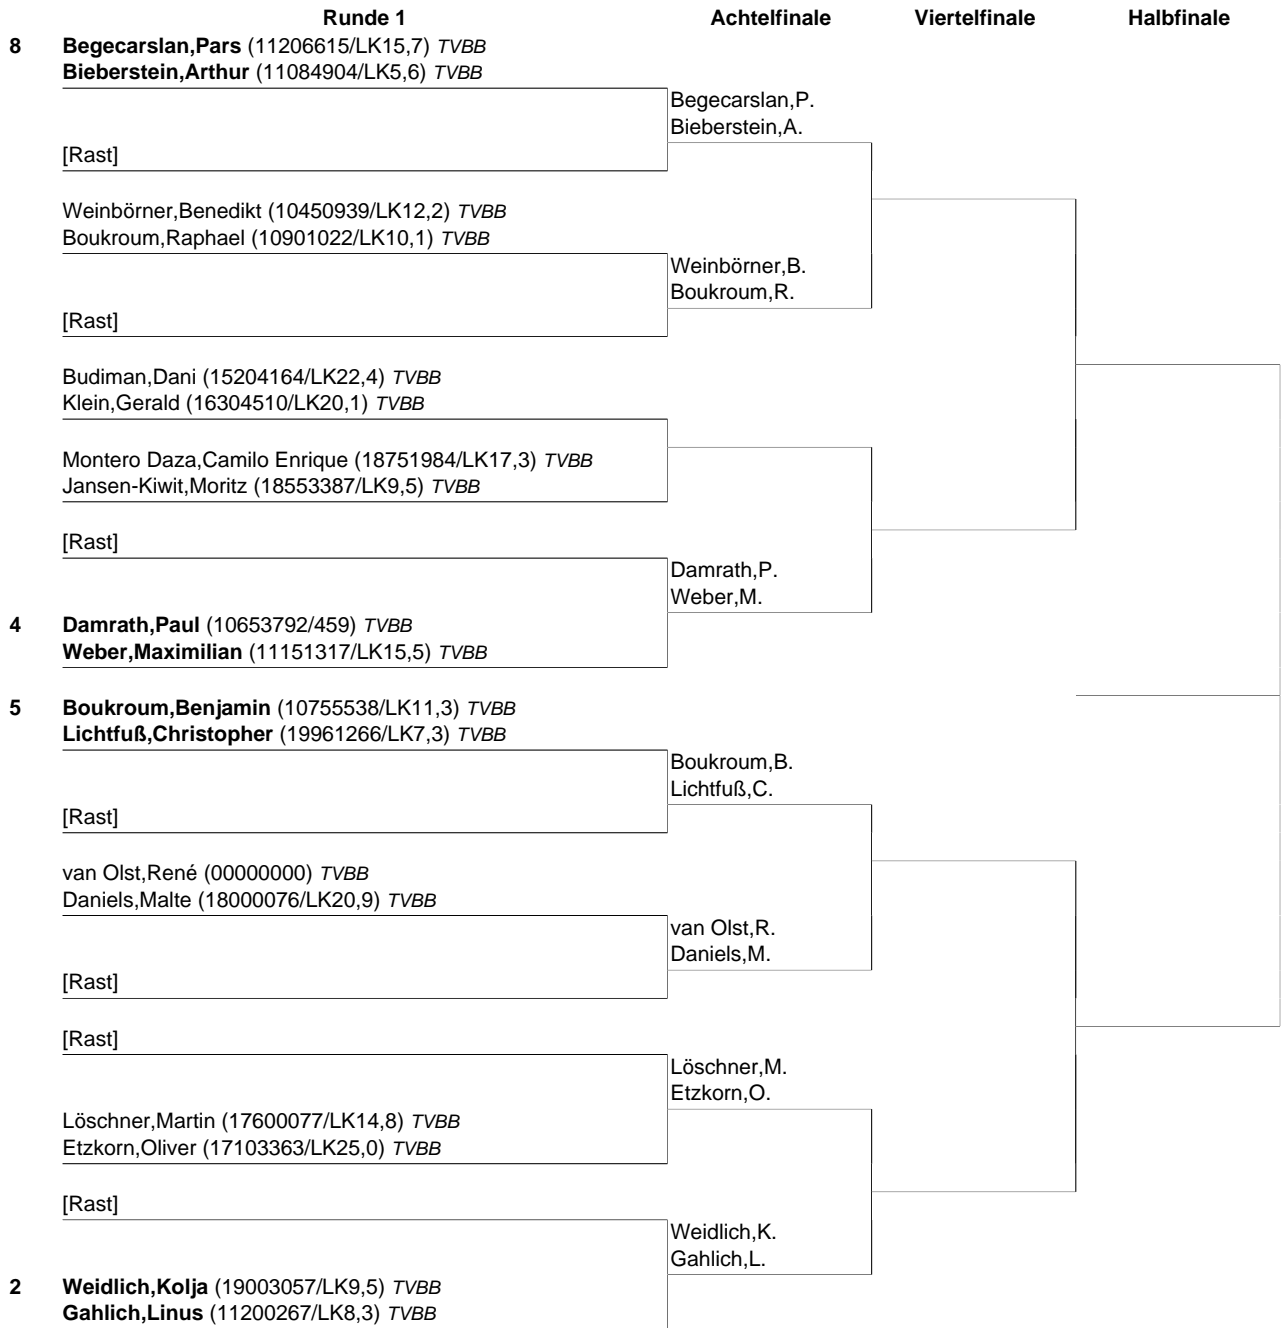 Runde 1 Achtelfinale Viertelfinale Halbfinale
8 Begecarslan,Pars (11206615/LK15,7) TVBB
Bieberstein,Arthur (11084904/LK5,6) TVBB
Begecarslan,P.
Bieberstein,A.
[Rast]
Weinbörner,Benedikt (10450939/LK12,2) TVBB
Boukroum,Raphael (10901022/LK10,1) TVBB
Weinbörner,B.
Boukroum,R.
[Rast]
Budiman,Dani (15204164/LK22,4) TVBB
Klein,Gerald (16304510/LK20,1) TVBB
Montero Daza,Camilo Enrique (18751984/LK17,3) TVBB
Jansen-Kiwit,Moritz (18553387/LK9,5) TVBB
[Rast]
Damrath,P.
Weber,M.
4 Damrath,Paul (10653792/459) TVBB
Weber,Maximilian (11151317/LK15,5) TVBB
5 Boukroum,Benjamin (10755538/LK11,3) TVBB
Lichtfuß,Christopher (19961266/LK7,3) TVBB
Boukroum,B.
Lichtfuß,C.
[Rast]
van Olst,René (00000000) TVBB
Daniels,Malte (18000076/LK20,9) TVBB
van Olst,R.
Daniels,M.
[Rast]
[Rast]
Löschner,M.
Etzkorn,O.
Löschner,Martin (17600077/LK14,8) TVBB
Etzkorn,Oliver (17103363/LK25,0) TVBB
[Rast]
Weidlich,K.
Gahlich,L.
2 Weidlich,Kolja (19003057/LK9,5) TVBB
Gahlich,Linus (11200267/LK8,3) TVBB